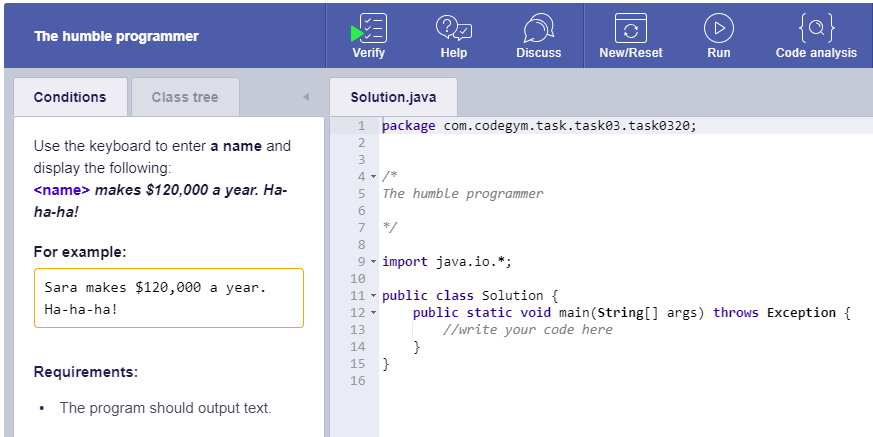 The humble programmer
Verify
Help
Discuss
New/Reset
Run
Code analysis
Conditions
Class tree
Use the keyboard to enter a name and
display the following:
<name> makes $120,000 a year. Ha-
ha-ha!
For example:
Sara makes $120,000 a year.
Ha-ha-ha!
Requirements:
• The program should output text.
Solution.java
1 package com.codegym.task.task03.task0320;
2
3
4 /*
5 The humble programmer
6
7 */
8
9 import java.io.*;
10
11 public class Solution {
12     public static void main(String[] args) throws Exception {
13         //write your code here
14     }
15 }
16